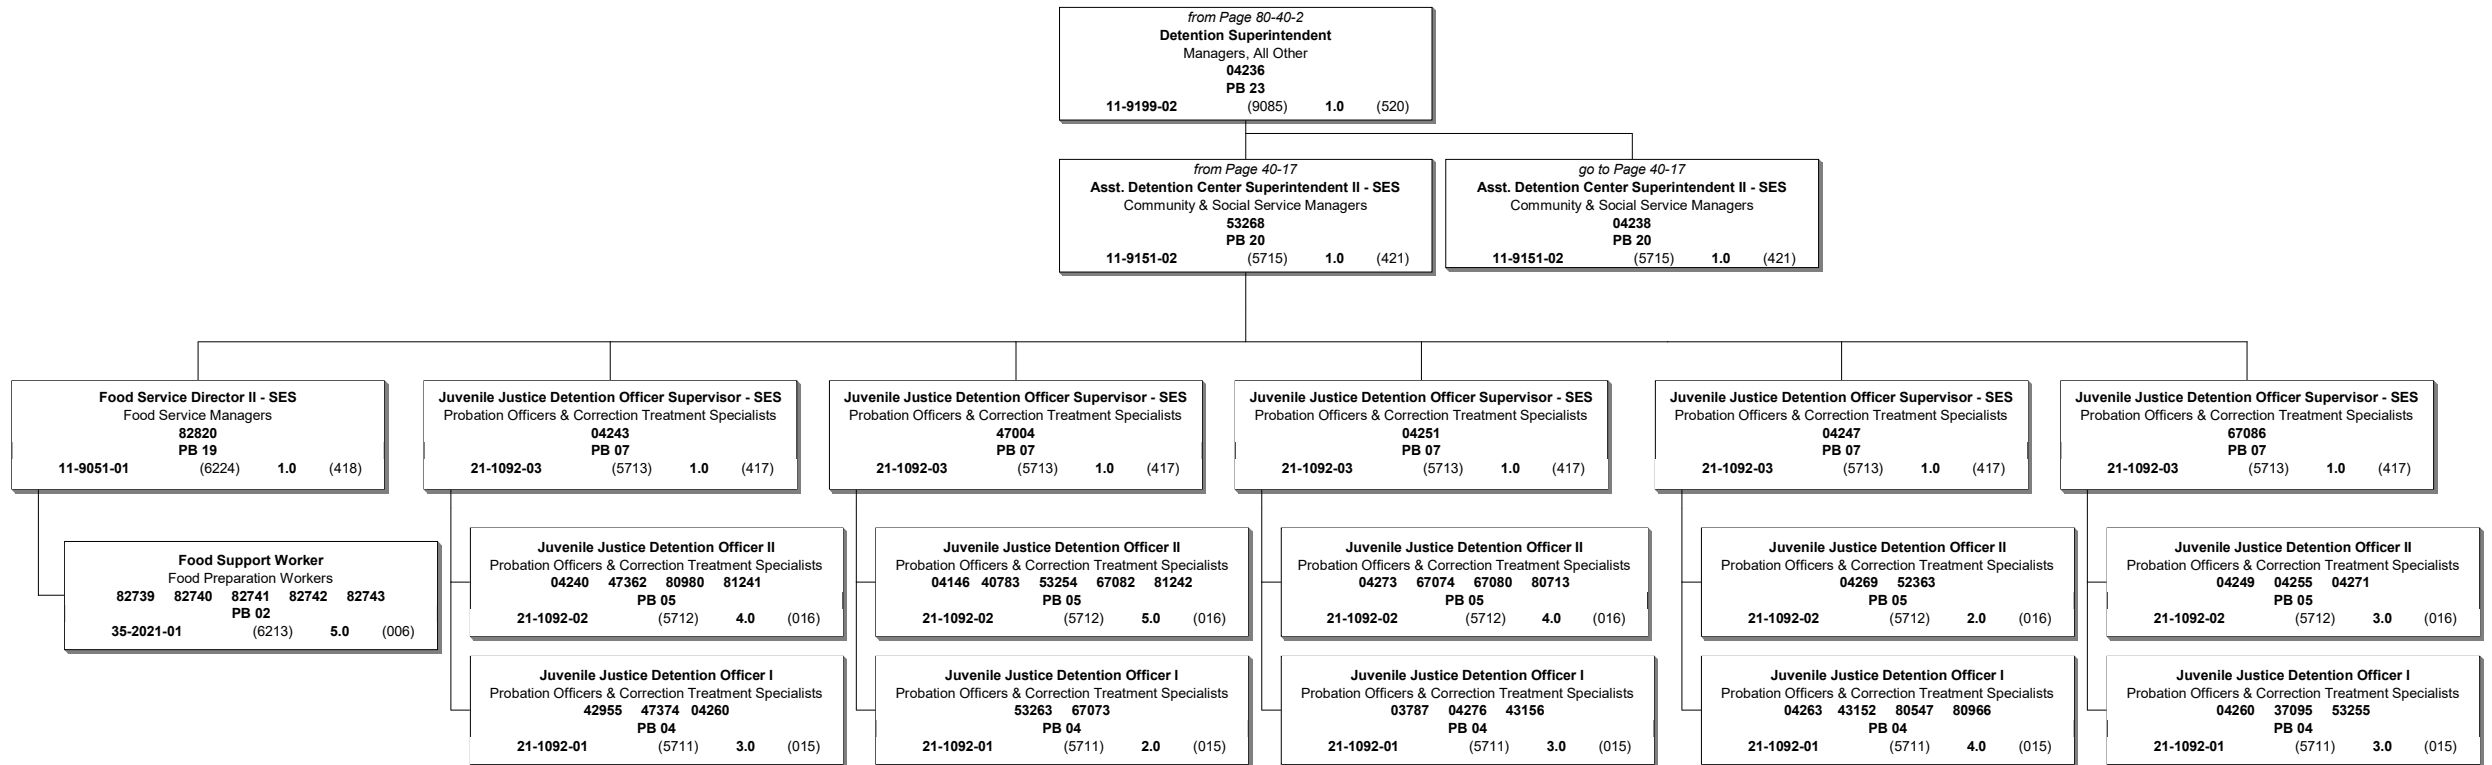 from Page 80-40-2
Detention Superintendent
Managers, All Other
04236
PB 23
11-9199-02 (9085) 1.0 (520)
from Page 40-17
Asst. Detention Center Superintendent II - SES
Community & Social Service Managers
53268
PB 20
11-9151-02 (5715) 1.0 (421)
go to Page 40-17
Asst. Detention Center Superintendent II - SES
Community & Social Service Managers
04238
PB 20
11-9151-02 (5715) 1.0 (421)
Food Service Director II - SES
Food Service Managers
82820
PB 19
11-9051-01 (6224) 1.0 (418)
Food Support Worker
Food Preparation Workers
82739 82740 82741 82742 82743
PB 02
35-2021-01 (6213) 5.0 (006)
Juvenile Justice Detention Officer Supervisor - SES
Probation Officers & Correction Treatment Specialists
04243
PB 07
21-1092-03 (5713) 1.0 (417)
Juvenile Justice Detention Officer II
Probation Officers & Correction Treatment Specialists
04240 47362 80980 81241
PB 05
21-1092-02 (5712) 4.0 (016)
Juvenile Justice Detention Officer I
Probation Officers & Correction Treatment Specialists
42955 47374 04260
PB 04
21-1092-01 (5711) 3.0 (015)
Juvenile Justice Detention Officer Supervisor - SES
Probation Officers & Correction Treatment Specialists
47004
PB 07
21-1092-03 (5713) 1.0 (417)
Juvenile Justice Detention Officer II
Probation Officers & Correction Treatment Specialists
04146 40783 53254 67082 81242
PB 05
21-1092-02 (5712) 5.0 (016)
Juvenile Justice Detention Officer I
Probation Officers & Correction Treatment Specialists
53263 67073
PB 04
21-1092-01 (5711) 2.0 (015)
Juvenile Justice Detention Officer Supervisor - SES
Probation Officers & Correction Treatment Specialists
04251
PB 07
21-1092-03 (5713) 1.0 (417)
Juvenile Justice Detention Officer II
Probation Officers & Correction Treatment Specialists
04273 67074 67080 80713
PB 05
21-1092-02 (5712) 4.0 (016)
Juvenile Justice Detention Officer I
Probation Officers & Correction Treatment Specialists
03787 04276 43156
PB 04
21-1092-01 (5711) 3.0 (015)
Juvenile Justice Detention Officer Supervisor - SES
Probation Officers & Correction Treatment Specialists
04247
PB 07
21-1092-03 (5713) 1.0 (417)
Juvenile Justice Detention Officer II
Probation Officers & Correction Treatment Specialists
04269 52363
PB 05
21-1092-02 (5712) 2.0 (016)
Juvenile Justice Detention Officer I
Probation Officers & Correction Treatment Specialists
04263 43152 80547 80966
PB 04
21-1092-01 (5711) 4.0 (015)
Juvenile Justice Detention Officer Supervisor - SES
Probation Officers & Correction Treatment Specialists
67086
PB 07
21-1092-03 (5713) 1.0 (417)
Juvenile Justice Detention Officer II
Probation Officers & Correction Treatment Specialists
04249 04255 04271
PB 05
21-1092-02 (5712) 3.0 (016)
Juvenile Justice Detention Officer I
Probation Officers & Correction Treatment Specialists
04260 37095 53255
PB 04
21-1092-01 (5711) 3.0 (015)